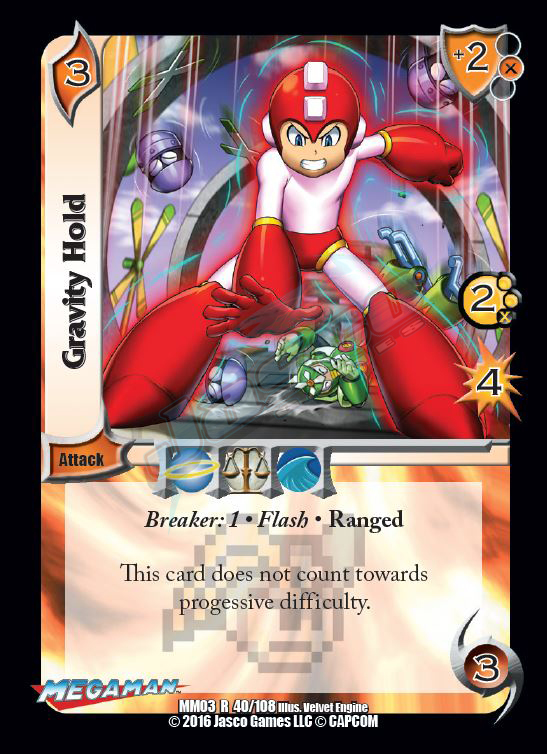 3
+2
X
Gravity Hold
2
X
4
Attack
Breaker: 1 • Flash • Ranged
This card does not count towards
progessive difficulty.
MEGAMAN™
3
MM03 R 40/108 Illus. Velvet Engine
© 2016 Jasco Games LLC © CAPCOM